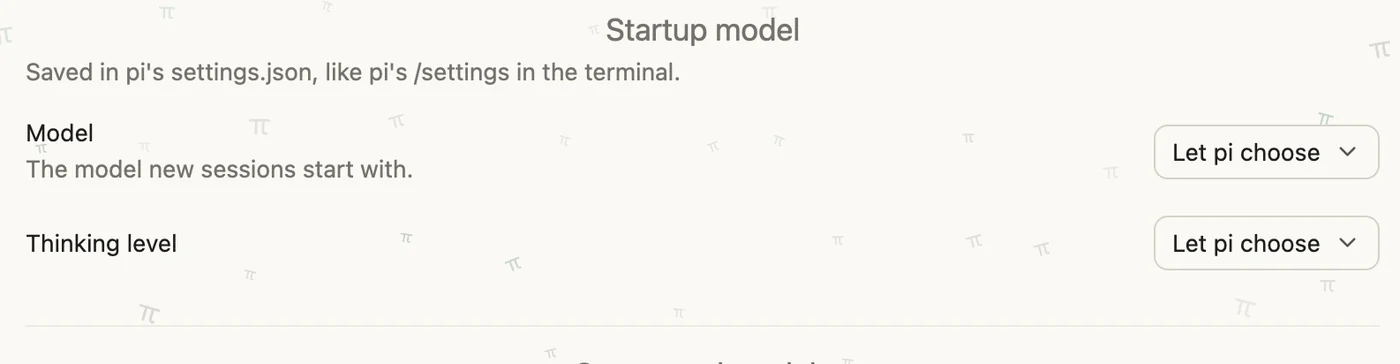 Startup model
Saved in pi's settings.json, like pi's /settings in the terminal.
Model
The model new sessions start with.
Let pi choose
Thinking level
Let pi choose